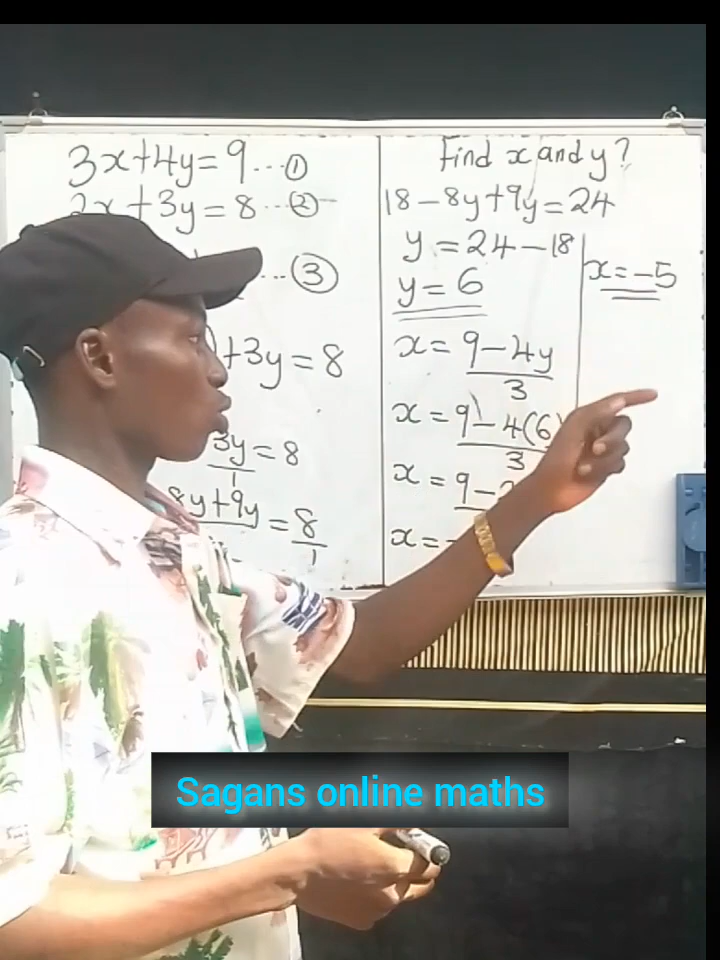 3x+4y=9...①
2x+3y=8...②
...③
+3y=8
3y=8
1
8y+9y=8
1
Find x and y?
18-8y+9y=24
y=24-18
y=6
x=9-4y
3
x=9-4(6)
3
x=9-2
x=-
x=-5
Sagans online maths